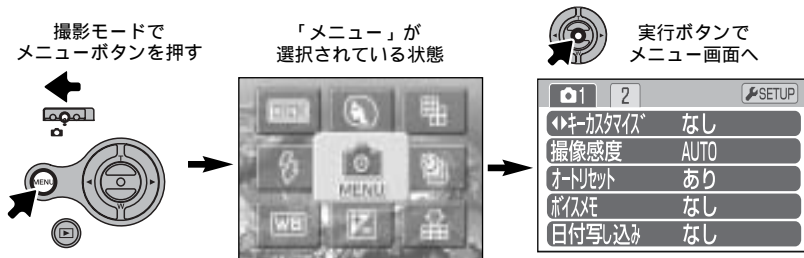 撮影モードで
メニューボタンを押す
MENU
T
W
「メニュー」が
選択されている状態
MENU
WB
実行ボタンで
メニュー画面へ
1 2 SETUP
キーカスタマイズ なし
撮像感度 AUTO
オートリセット あり
ボイスメモ なし
日付写し込み なし